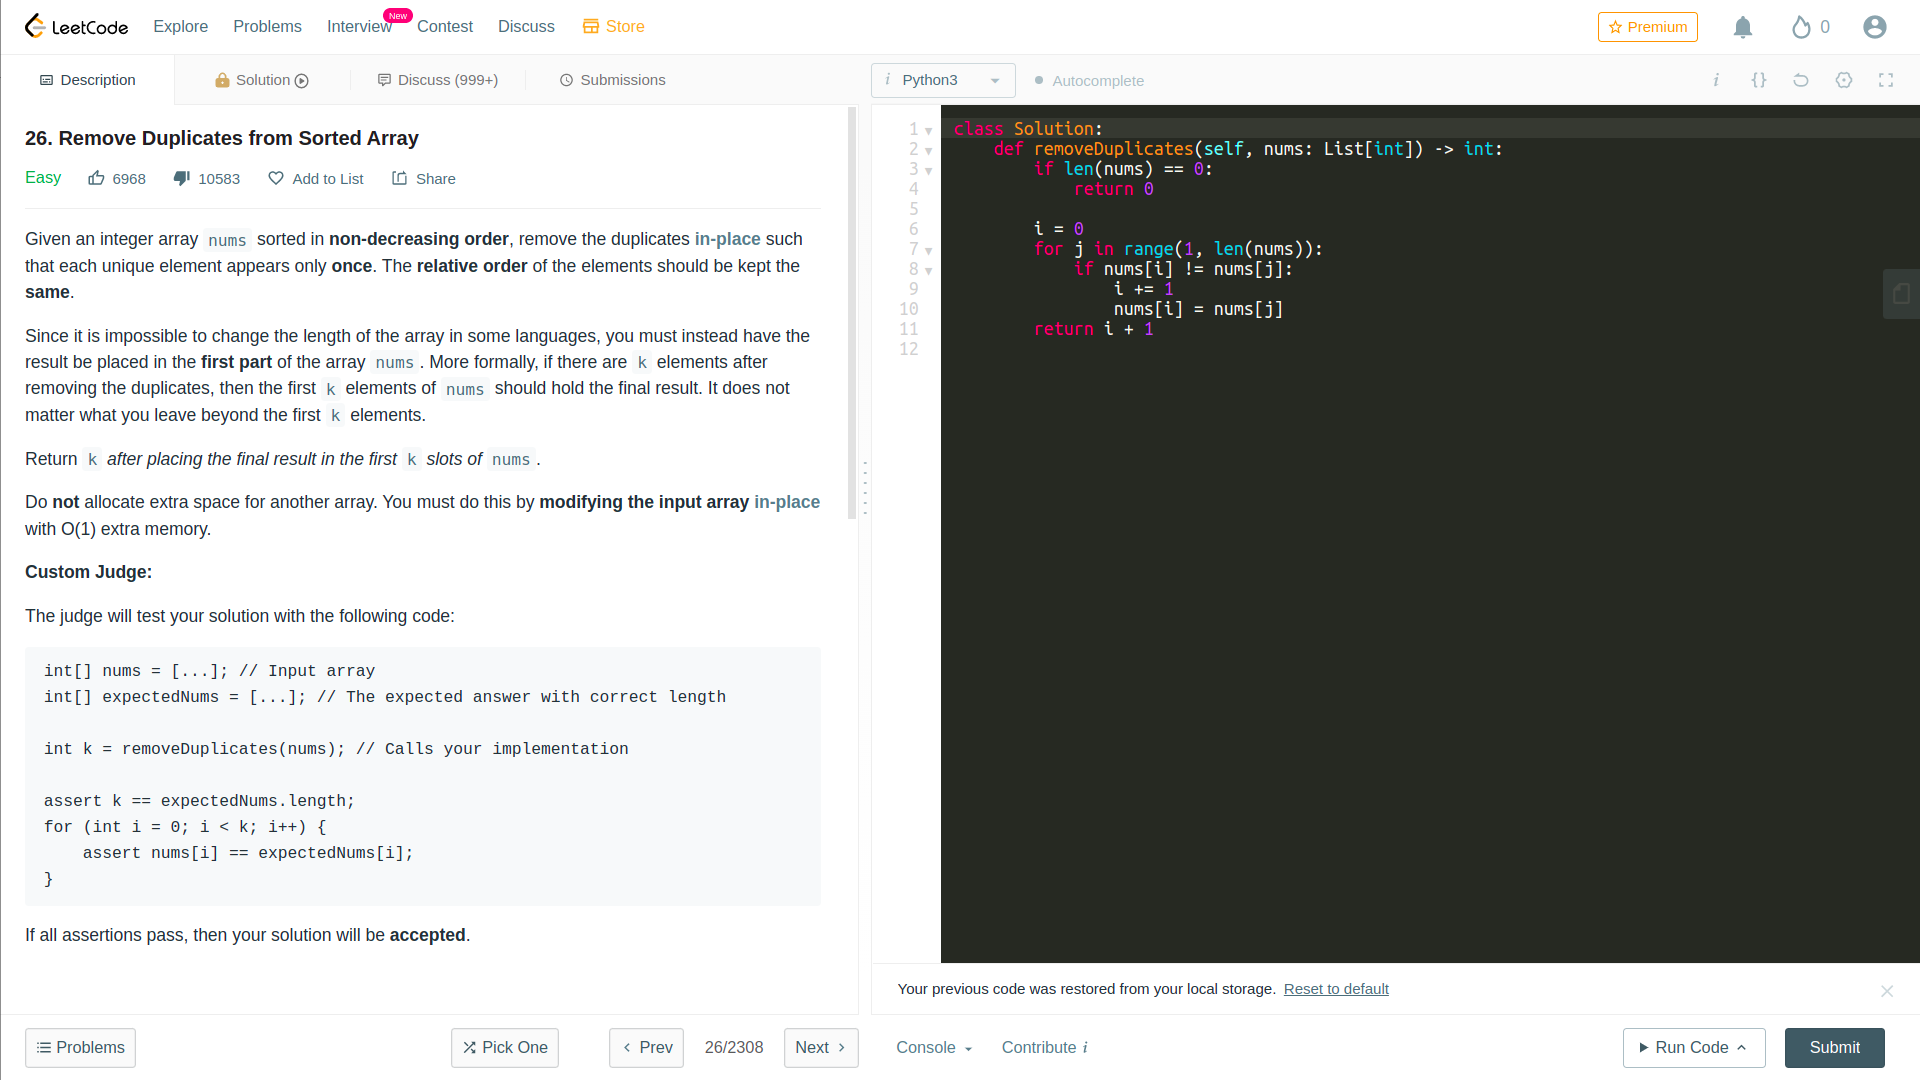 LeetCode Explore Problems Interview New Contest Discuss Store Premium 0
Description Solution Discuss (999+) Submissions
26. Remove Duplicates from Sorted Array
Easy 6968 10583 Add to List Share
Given an integer array nums sorted in non-decreasing order, remove the duplicates in-place such
that each unique element appears only once. The relative order of the elements should be kept the
same.
Since it is impossible to change the length of the array in some languages, you must instead have the
result be placed in the first part of the array nums. More formally, if there are k elements after
removing the duplicates, then the first k elements of nums should hold the final result. It does not
matter what you leave beyond the first k elements.
Return k after placing the final result in the first k slots of nums.
Do not allocate extra space for another array. You must do this by modifying the input array in-place
with O(1) extra memory.
Custom Judge:
The judge will test your solution with the following code:
int[] nums = [...]; // Input array
int[] expectedNums = [...]; // The expected answer with correct length
int k = removeDuplicates(nums); // Calls your implementation
assert k == expectedNums.length;
for (int i = 0; i < k; i++) {
    assert nums[i] == expectedNums[i];
}
If all assertions pass, then your solution will be accepted.
Problems Pick One Prev 26/2308 Next
i Python3 Autocomplete i {}
1 class Solution:
2     def removeDuplicates(self, nums: List[int]) -> int:
3         if len(nums) == 0:
4             return 0
5
6         i = 0
7         for j in range(1, len(nums)):
8             if nums[i] != nums[j]:
9                 i += 1
10                 nums[i] = nums[j]
11         return i + 1
12
Your previous code was restored from your local storage. Reset to default
Console Contribute i Run Code Submit